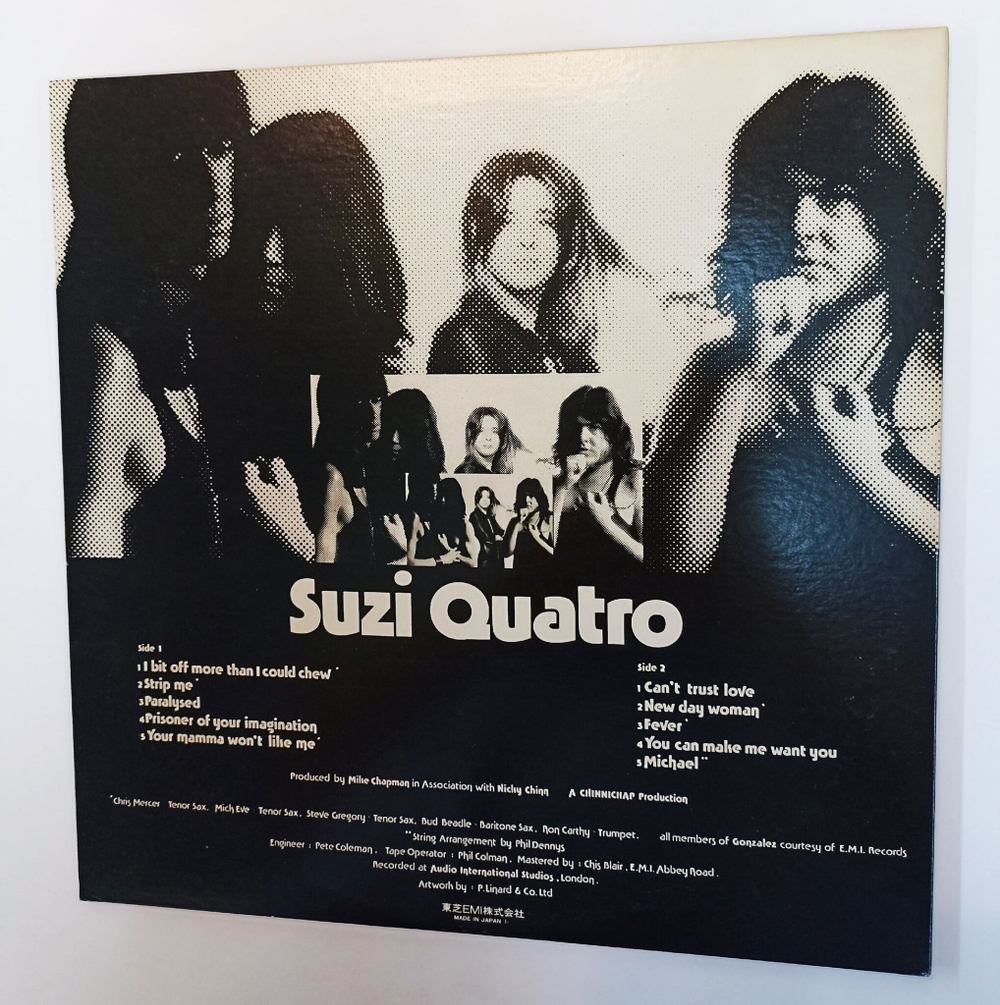 Suzi Quatro
Side 1
1 I bit off more than I could chew *
2 Strip me *
3 Paralysed
4 Prisoner of your imagination
5 Your mamma won't like me *
Side 2
1 Can't trust love
2 New day woman *
3 Fever *
4 You can make me want you
5 Michael **
Produced by Mike Chapman in Association with Nicky Chinn A CHINNICHAP Production
*Chris Mercer Tenor Sax. Mich Eve - Tenor Sax. Steve Gregory - Tenor Sax. Bud Beadle - Baritone Sax. Ron Carthy - Trumpet. all members of Gonzalez courtesy of E.M.I. Records
**String Arrangement by Phil Dennys
Engineer : Pete Coleman. Tape Operator : Phil Colman. Mastered by : Chis Blair. E.M.I. Abbey Road.
Recorded at Audio International Studios, London.
Artwork by : P. Linard & Co. Ltd
東芝EMI株式会社
MADE IN JAPAN